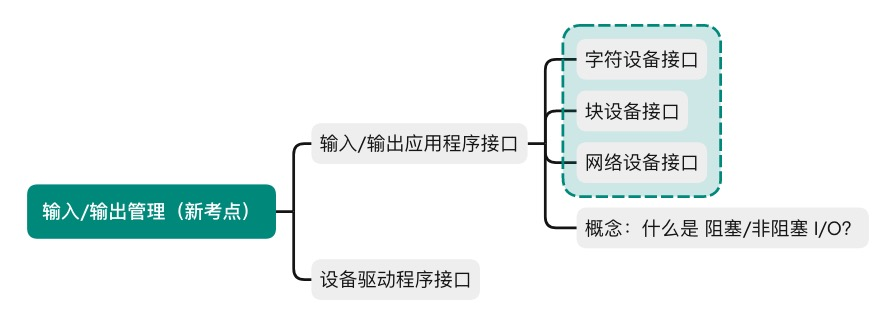 输入/输出管理（新考点）
输入/输出应用程序接口
字符设备接口
块设备接口
网络设备接口
概念：什么是 阻塞/非阻塞 I/O?
设备驱动程序接口